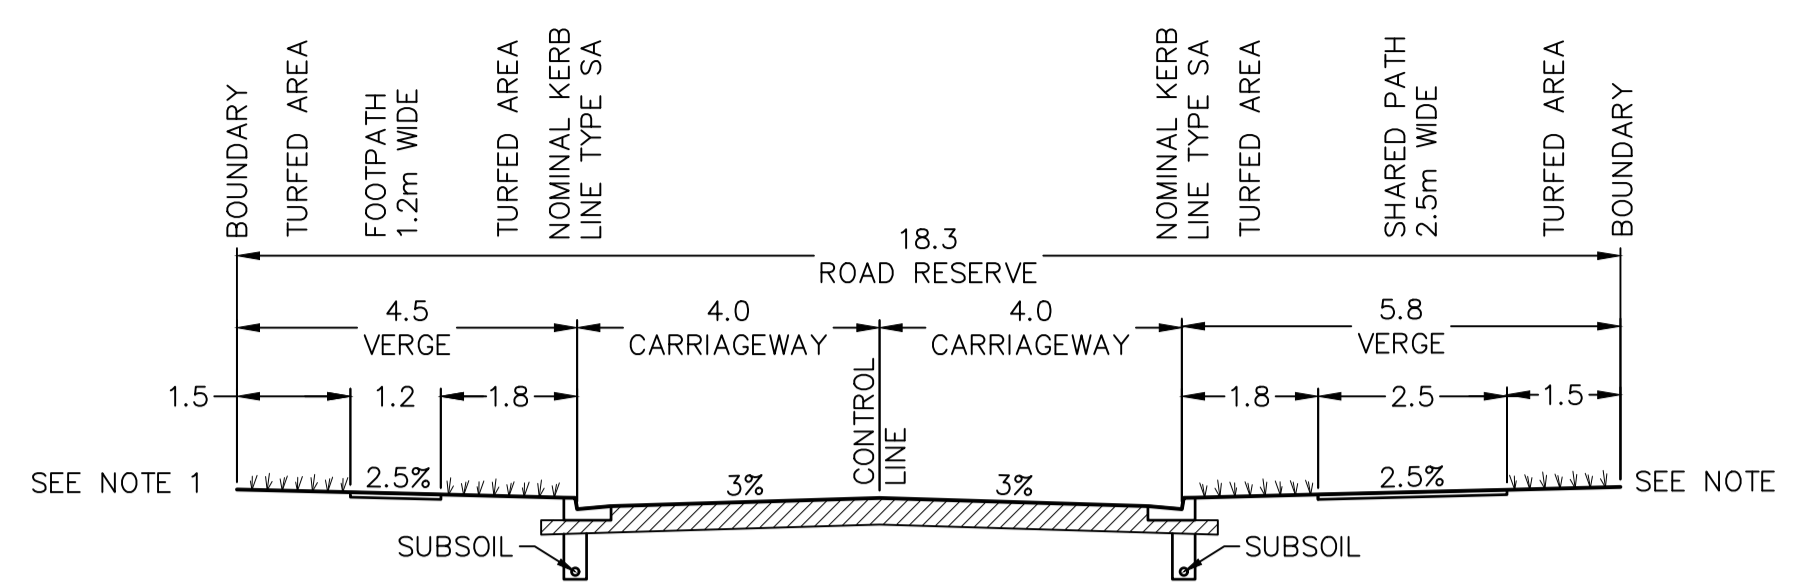 BOUNDARY
TURFED AREA
FOOTPATH
1.2m WIDE
TURFED AREA
NOMINAL KERB
LINE TYPE SA
NOMINAL KERB
LINE TYPE SA
TURFED AREA
SHARED PATH
2.5m WIDE
TURFED AREA
BOUNDARY
18.3
ROAD RESERVE
4.5
VERGE
4.0
CARRIAGEWAY
4.0
CARRIAGEWAY
5.8
VERGE
1.5
1.2
1.8
CONTROL
LINE
1.8
2.5
1.5
SEE NOTE 1
2.5%
3%
3%
2.5%
SEE NOTE
SUBSOIL
SUBSOIL